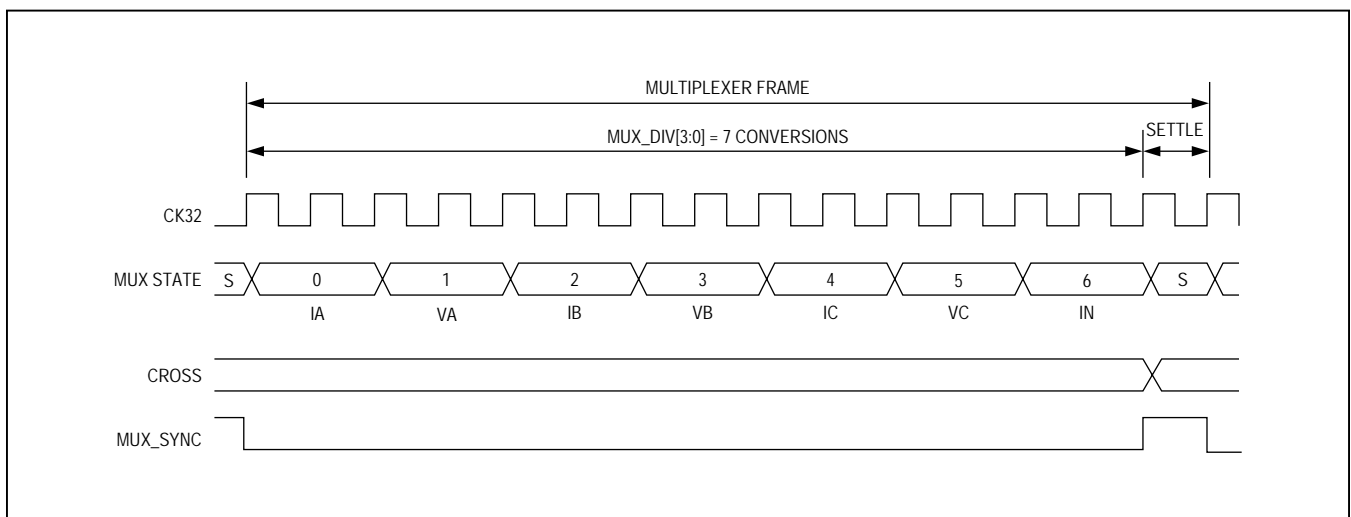 MULTIPLEXER FRAME
MUX_DIV[3:0] = 7 CONVERSIONS
SETTLE
CK32
MUX STATE S 0 1 2 3 4 5 6 S
IA VA IB VB IC VC IN
CROSS
MUX_SYNC